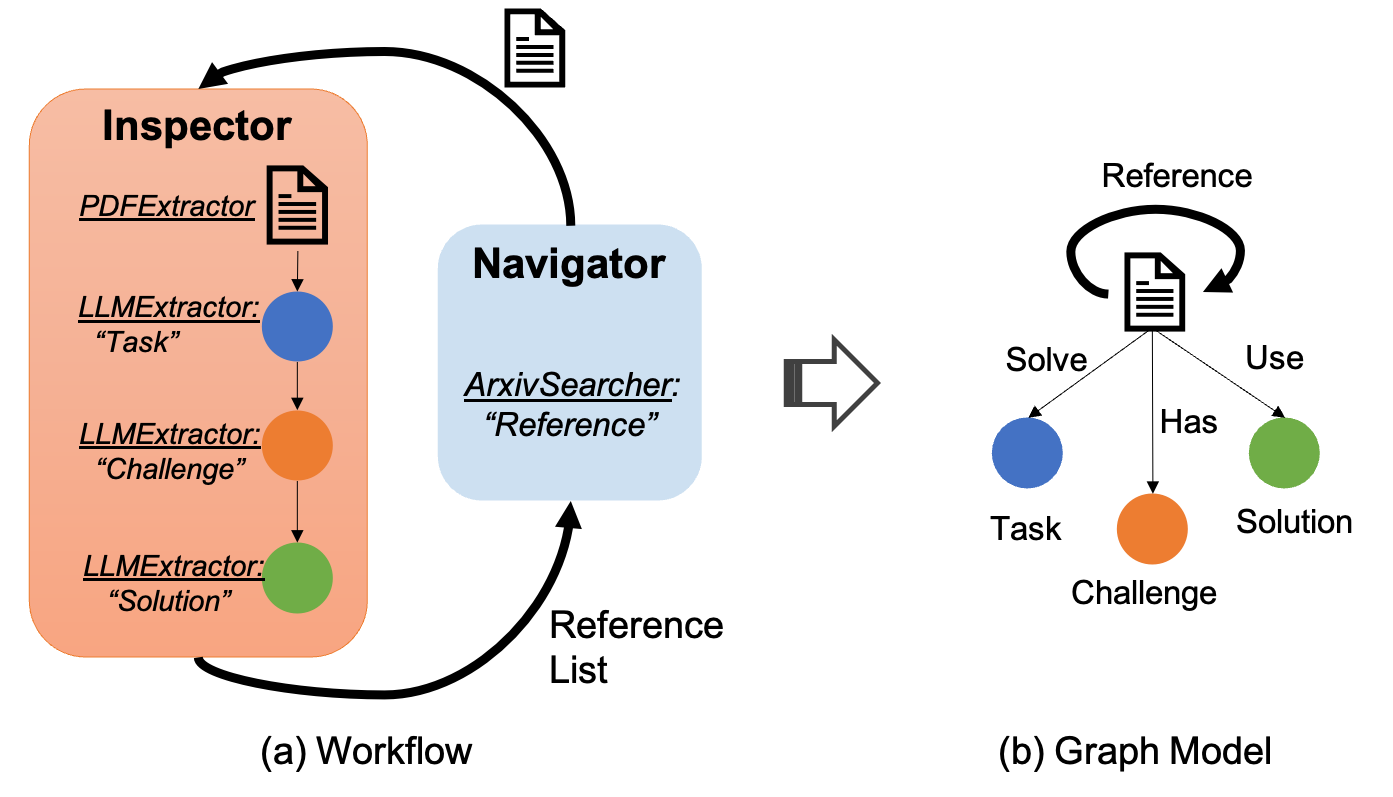 Inspector
PDFExtractor
LLMExtractor:
“Task”
LLMExtractor:
“Challenge”
LLMExtractor:
“Solution”
Navigator
ArxivSearcher:
“Reference”
Reference
List
(a) Workflow
Reference
Solve
Use
Has
Task
Solution
Challenge
(b) Graph Model